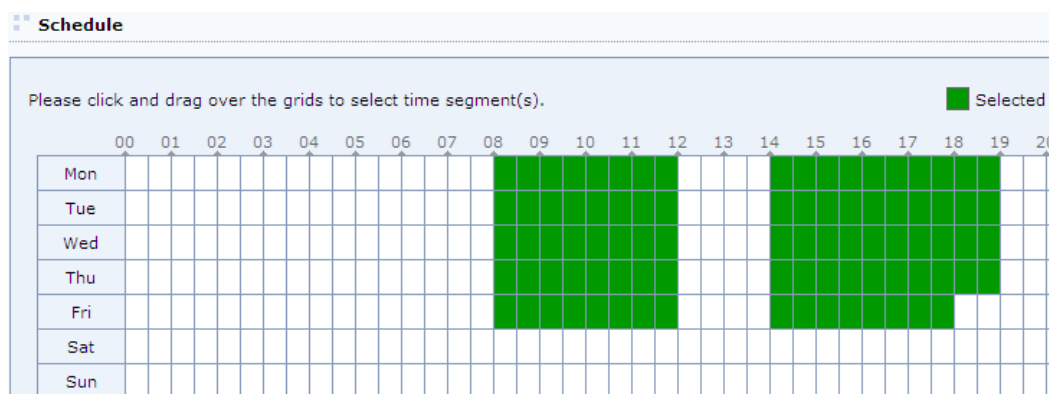 Schedule
Please click and drag over the grids to select time segment(s).
Selected
00 01 02 03 04 05 06 07 08 09 10 11 12 13 14 15 16 17 18 19
Mon
Tue
Wed
Thu
Fri
Sat
Sun